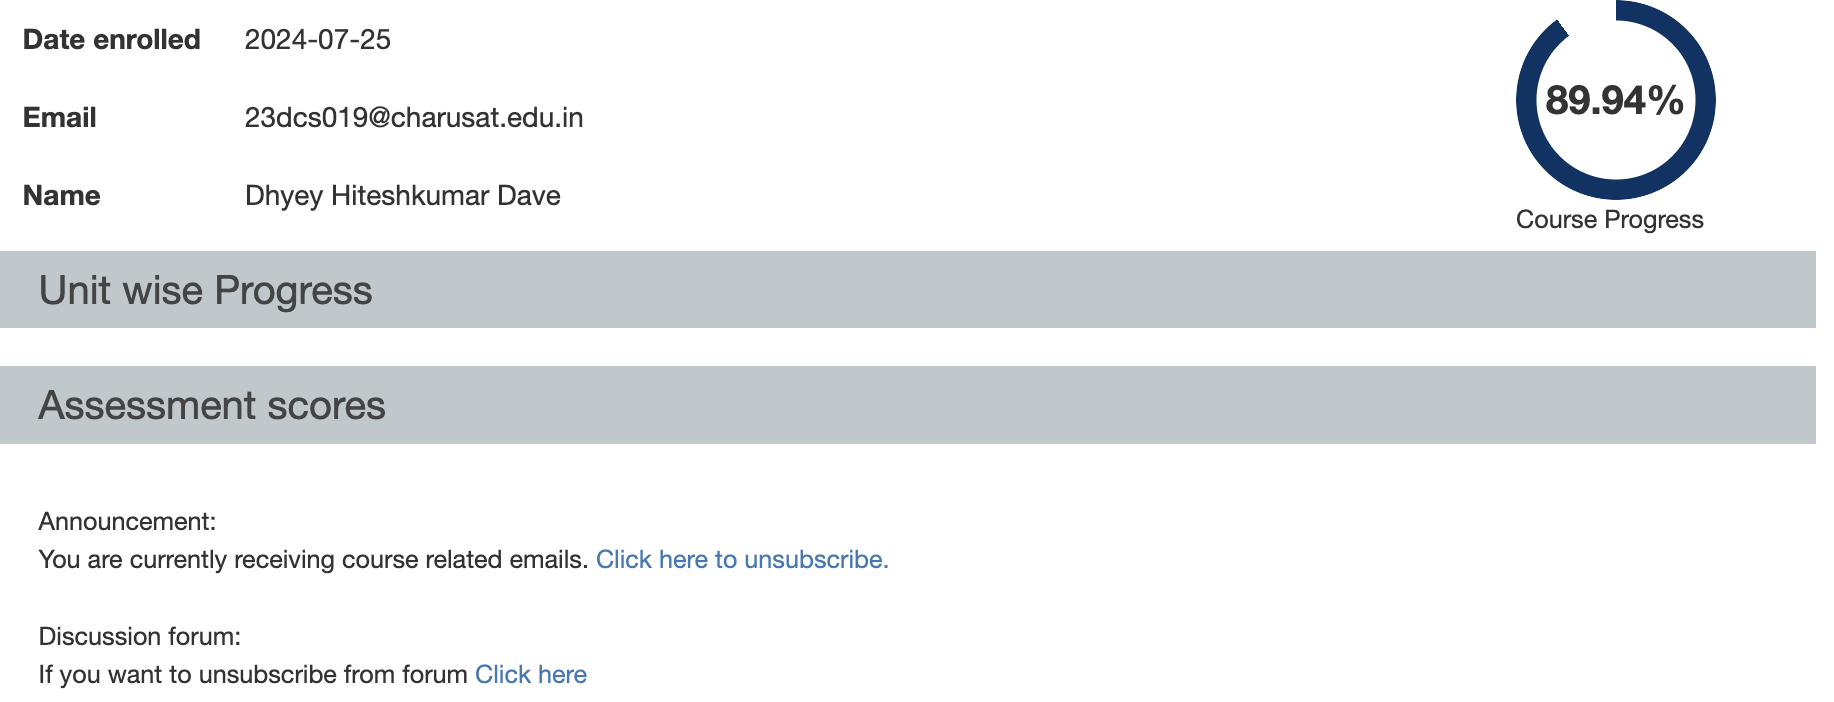 Date enrolled 2024-07-25
Email 23dcs019@charusat.edu.in
Name Dhyey Hiteshkumar Dave
89.94%
Course Progress
Unit wise Progress
Assessment scores
Announcement:
You are currently receiving course related emails. Click here to unsubscribe.
Discussion forum:
If you want to unsubscribe from forum Click here